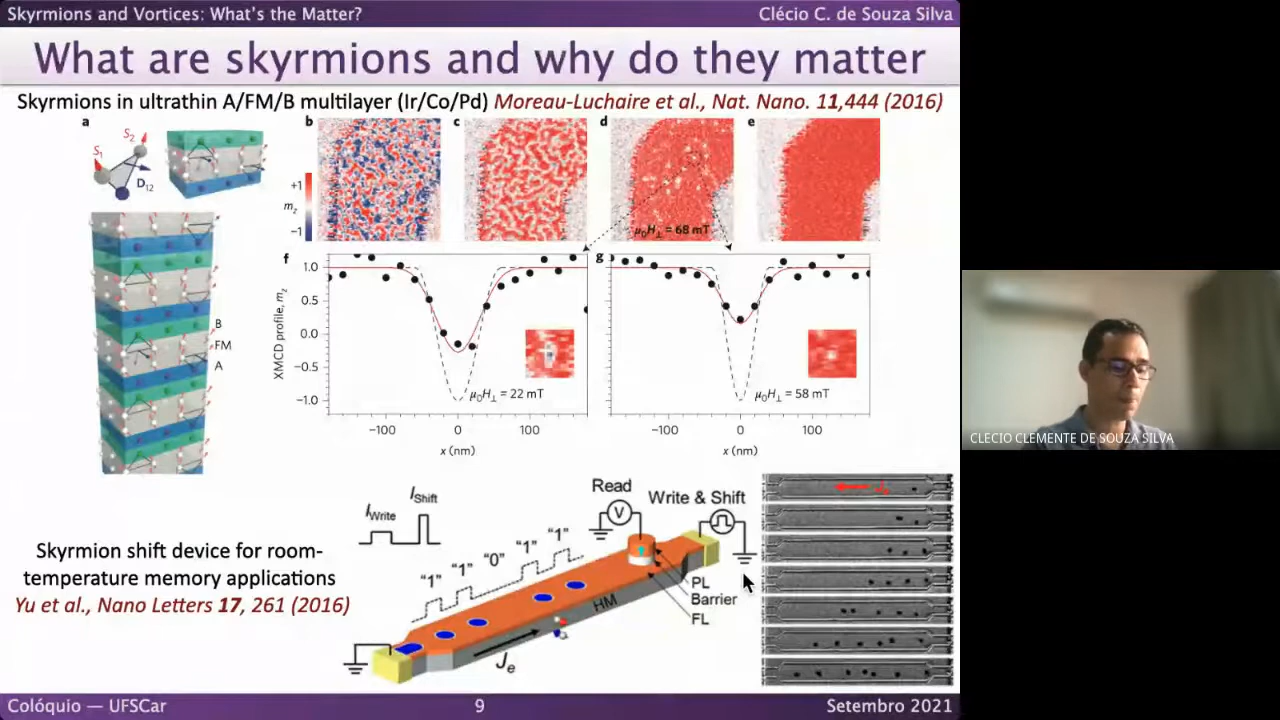 Skyrmions and Vortices: What's the Matter?
Clécio C. de Souza Silva
What are skyrmions and why do they matter
Skyrmions in ultrathin A/FM/B multilayer (Ir/Co/Pd) Moreau-Luchaire et al., Nat. Nano. 11,444 (2016)
a
S1
S2
D12
B
FM
A
b
c
d
e
+1
mz
−1
μ0H⊥ = 68 mT
f
XMCD profile, mz
1.0
0.5
0.0
−0.5
−1.0
μ0H⊥ = 22 mT
−100
0
100
x (nm)
g
μ0H⊥ = 58 mT
−100
0
100
x (nm)
Skyrmion shift device for room-
temperature memory applications
Yu et al., Nano Letters 17, 261 (2016)
IWrite
IShift
"1"
"1"
"0"
"1"
"1"
Read
V
Write & Shift
PL
Barrier
FL
HM
Je
CLECIO CLEMENTE DE SOUZA SILVA
Colóquio — UFSCar
9
Setembro 2021